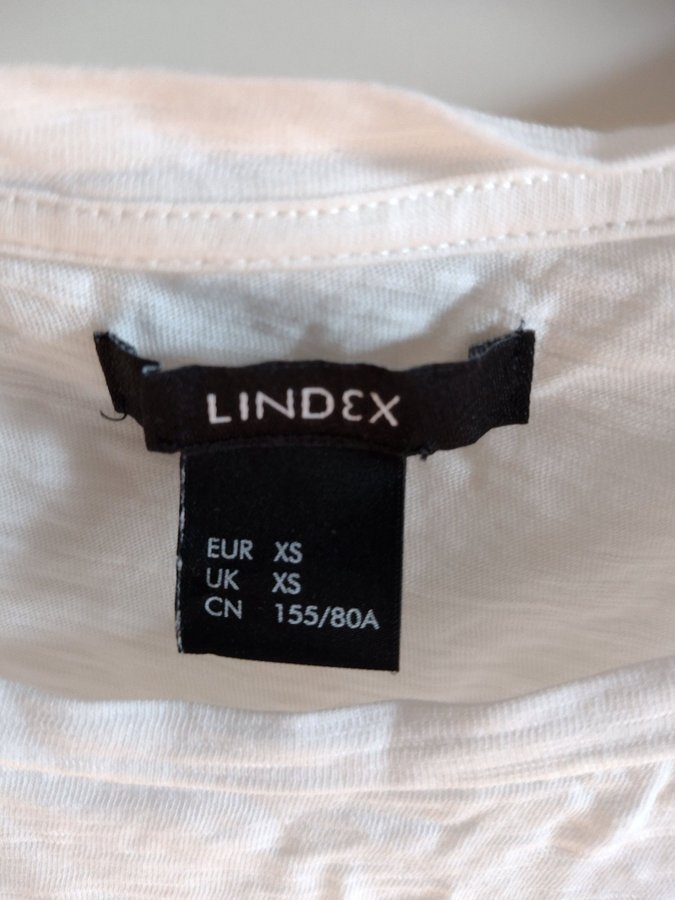 LINDEX
EUR XS
UK XS
CN 155/80A